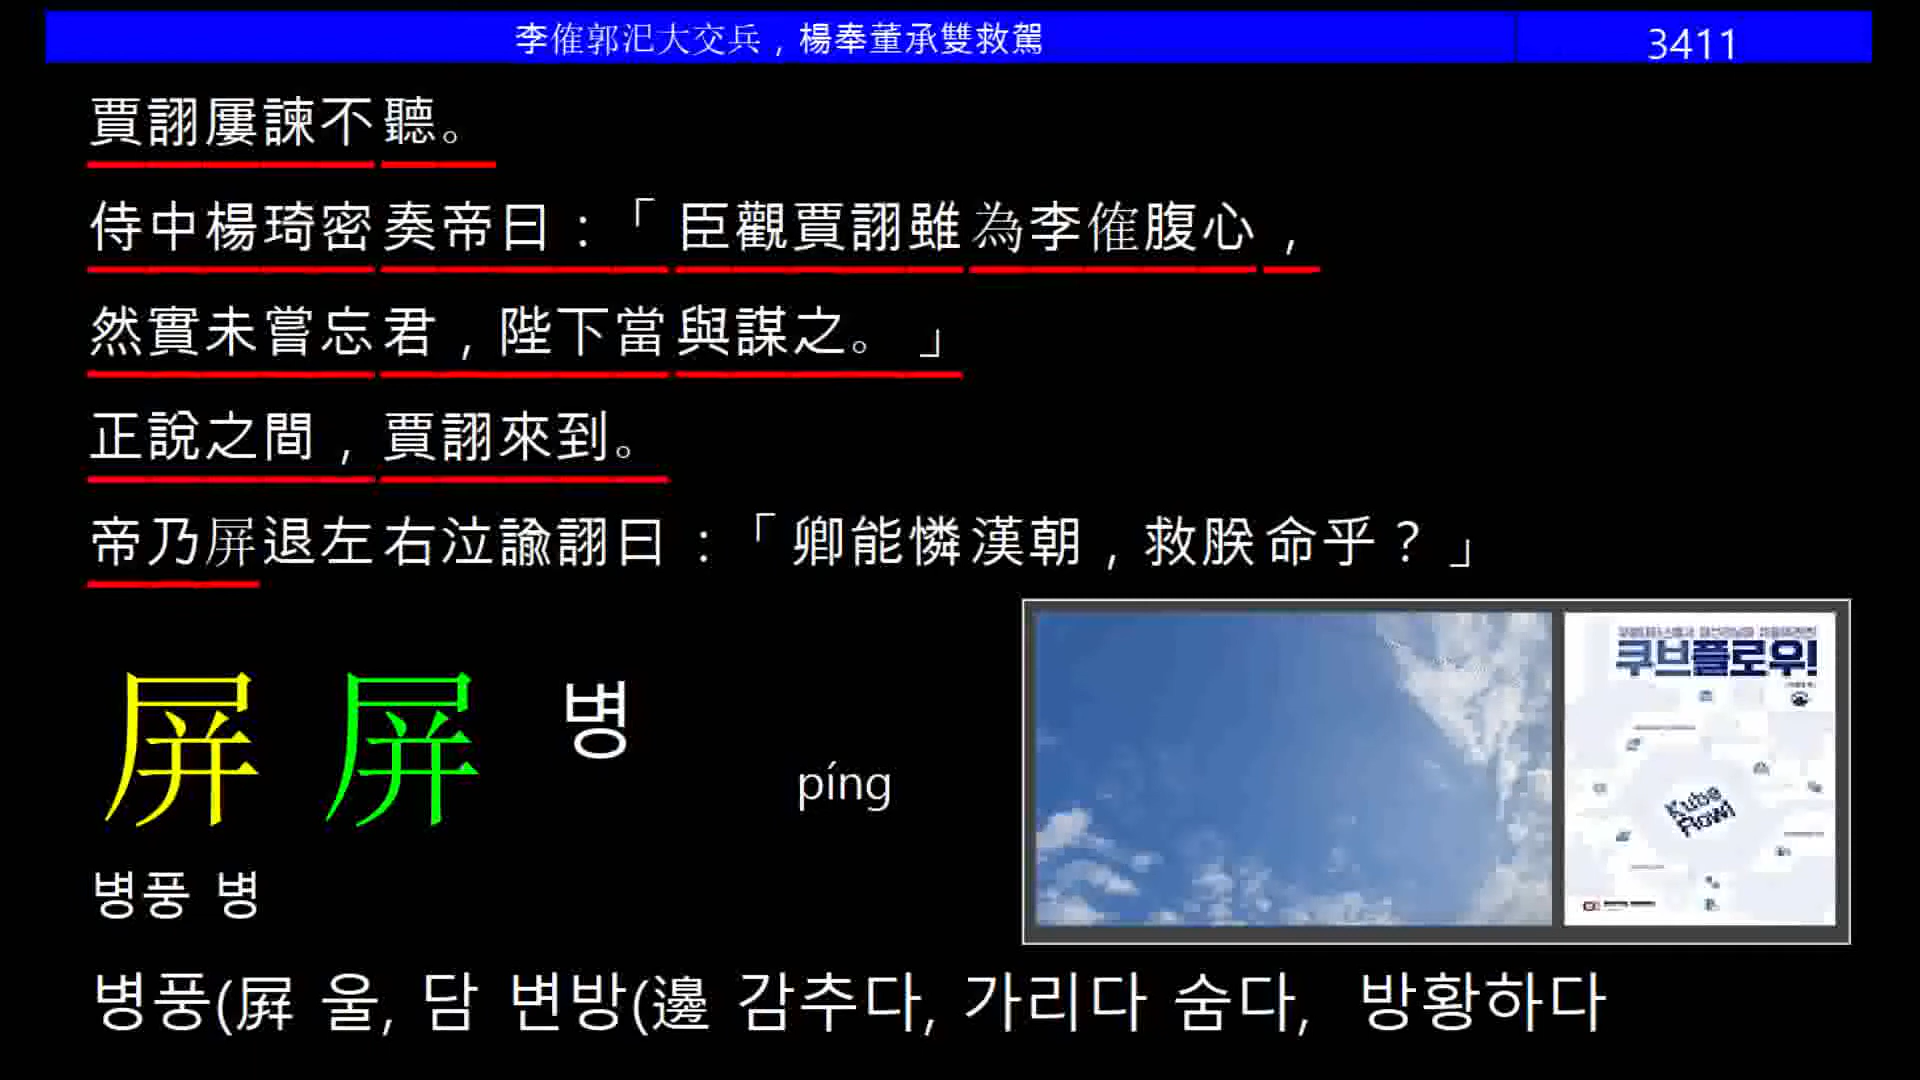 李傕郭汜大交兵，楊奉董承雙救駕
3411
賈詡屢諫不聽。
侍中楊琦密奏帝曰：「臣觀賈詡雖為李傕腹心，
然實未嘗忘君，陛下當與謀之。」
正說之間，賈詡來到。
帝乃屏退左右泣諭詡曰：「卿能憐漢朝，救朕命乎？」
屏 屏 병
píng
병풍 병
병풍(屛 울, 담 변방(邊 감추다, 가리다 숨다, 방황하다
쿠브플로우!
Kube
Flow!